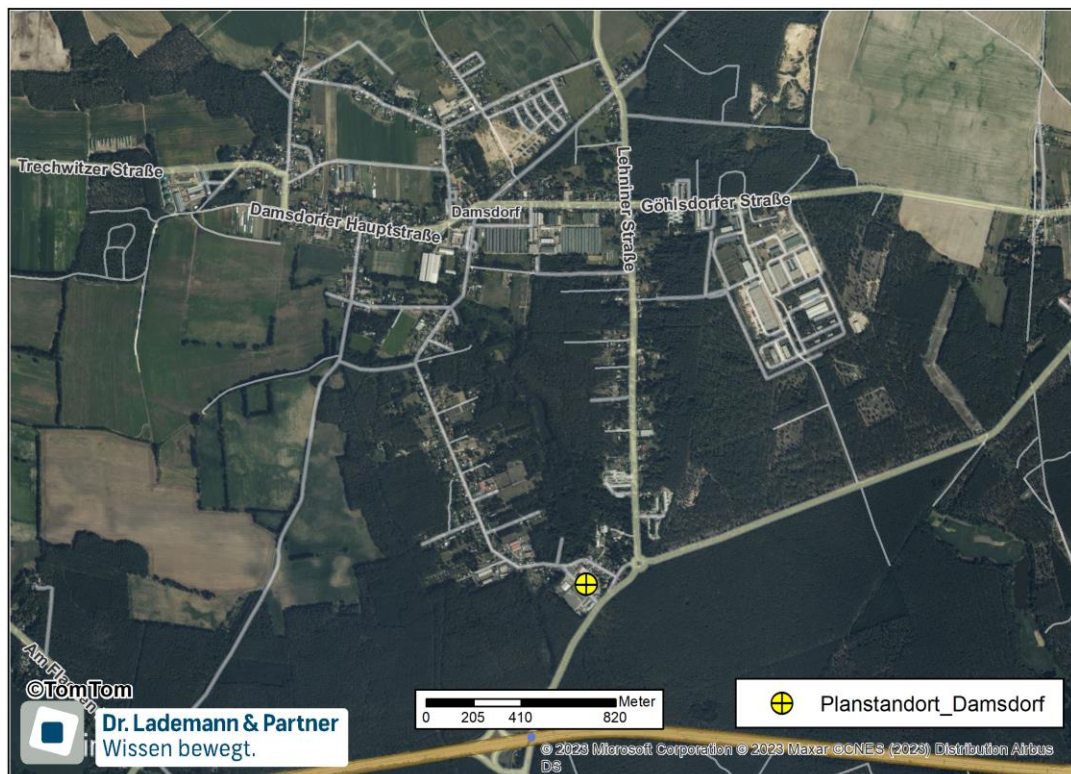 Trechwitzer Straße
Damsdorfer Hauptstraße
Damsdorf
Göhlsdorfer Straße
Lehniner Straße
Am Fla
©TomTom
Dr. Lademann & Partner
Wissen bewegt.
Meter
0 205 410 820
Planstandort_Damsdorf
© 2023 Microsoft Corporation © 2023 Maxar ©CNES (2023) Distribution Airbus
DS